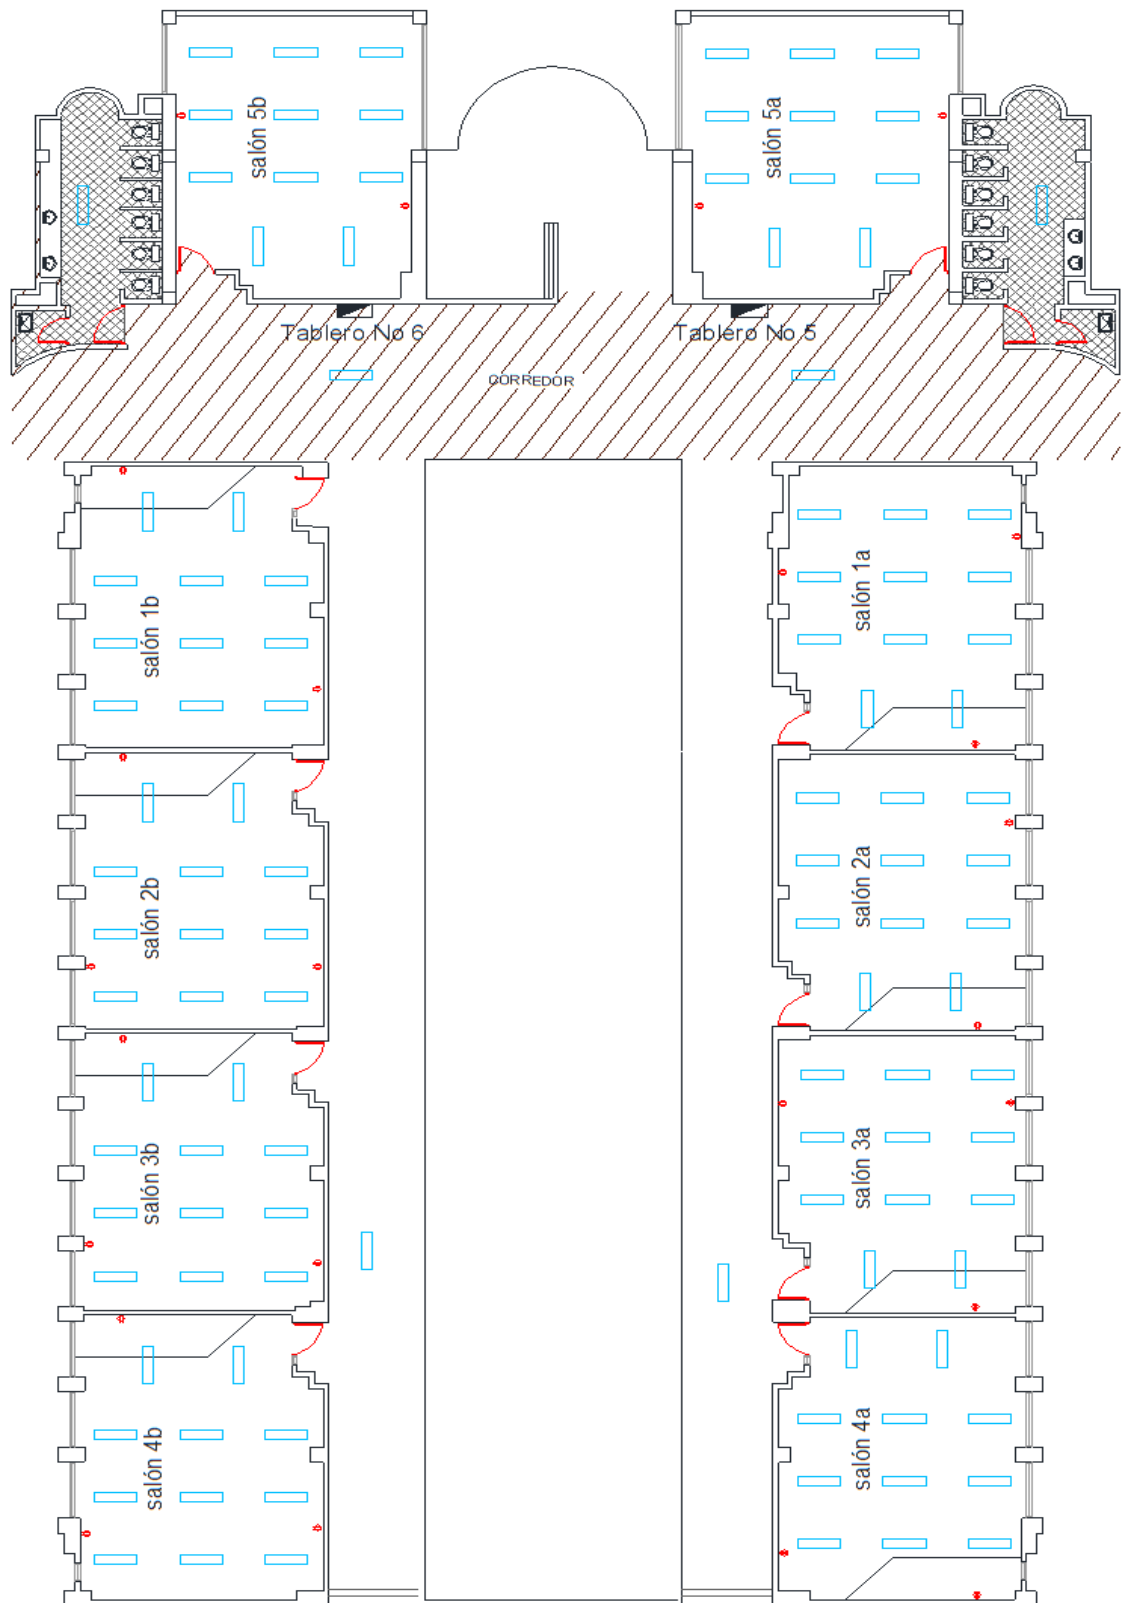 salón 5b
salón 5a
Tablero No 6
Tablero No 5
CORREDOR
salón 1b
salón 1a
salón 2b
salón 2a
salón 3b
salón 3a
salón 4b
salón 4a